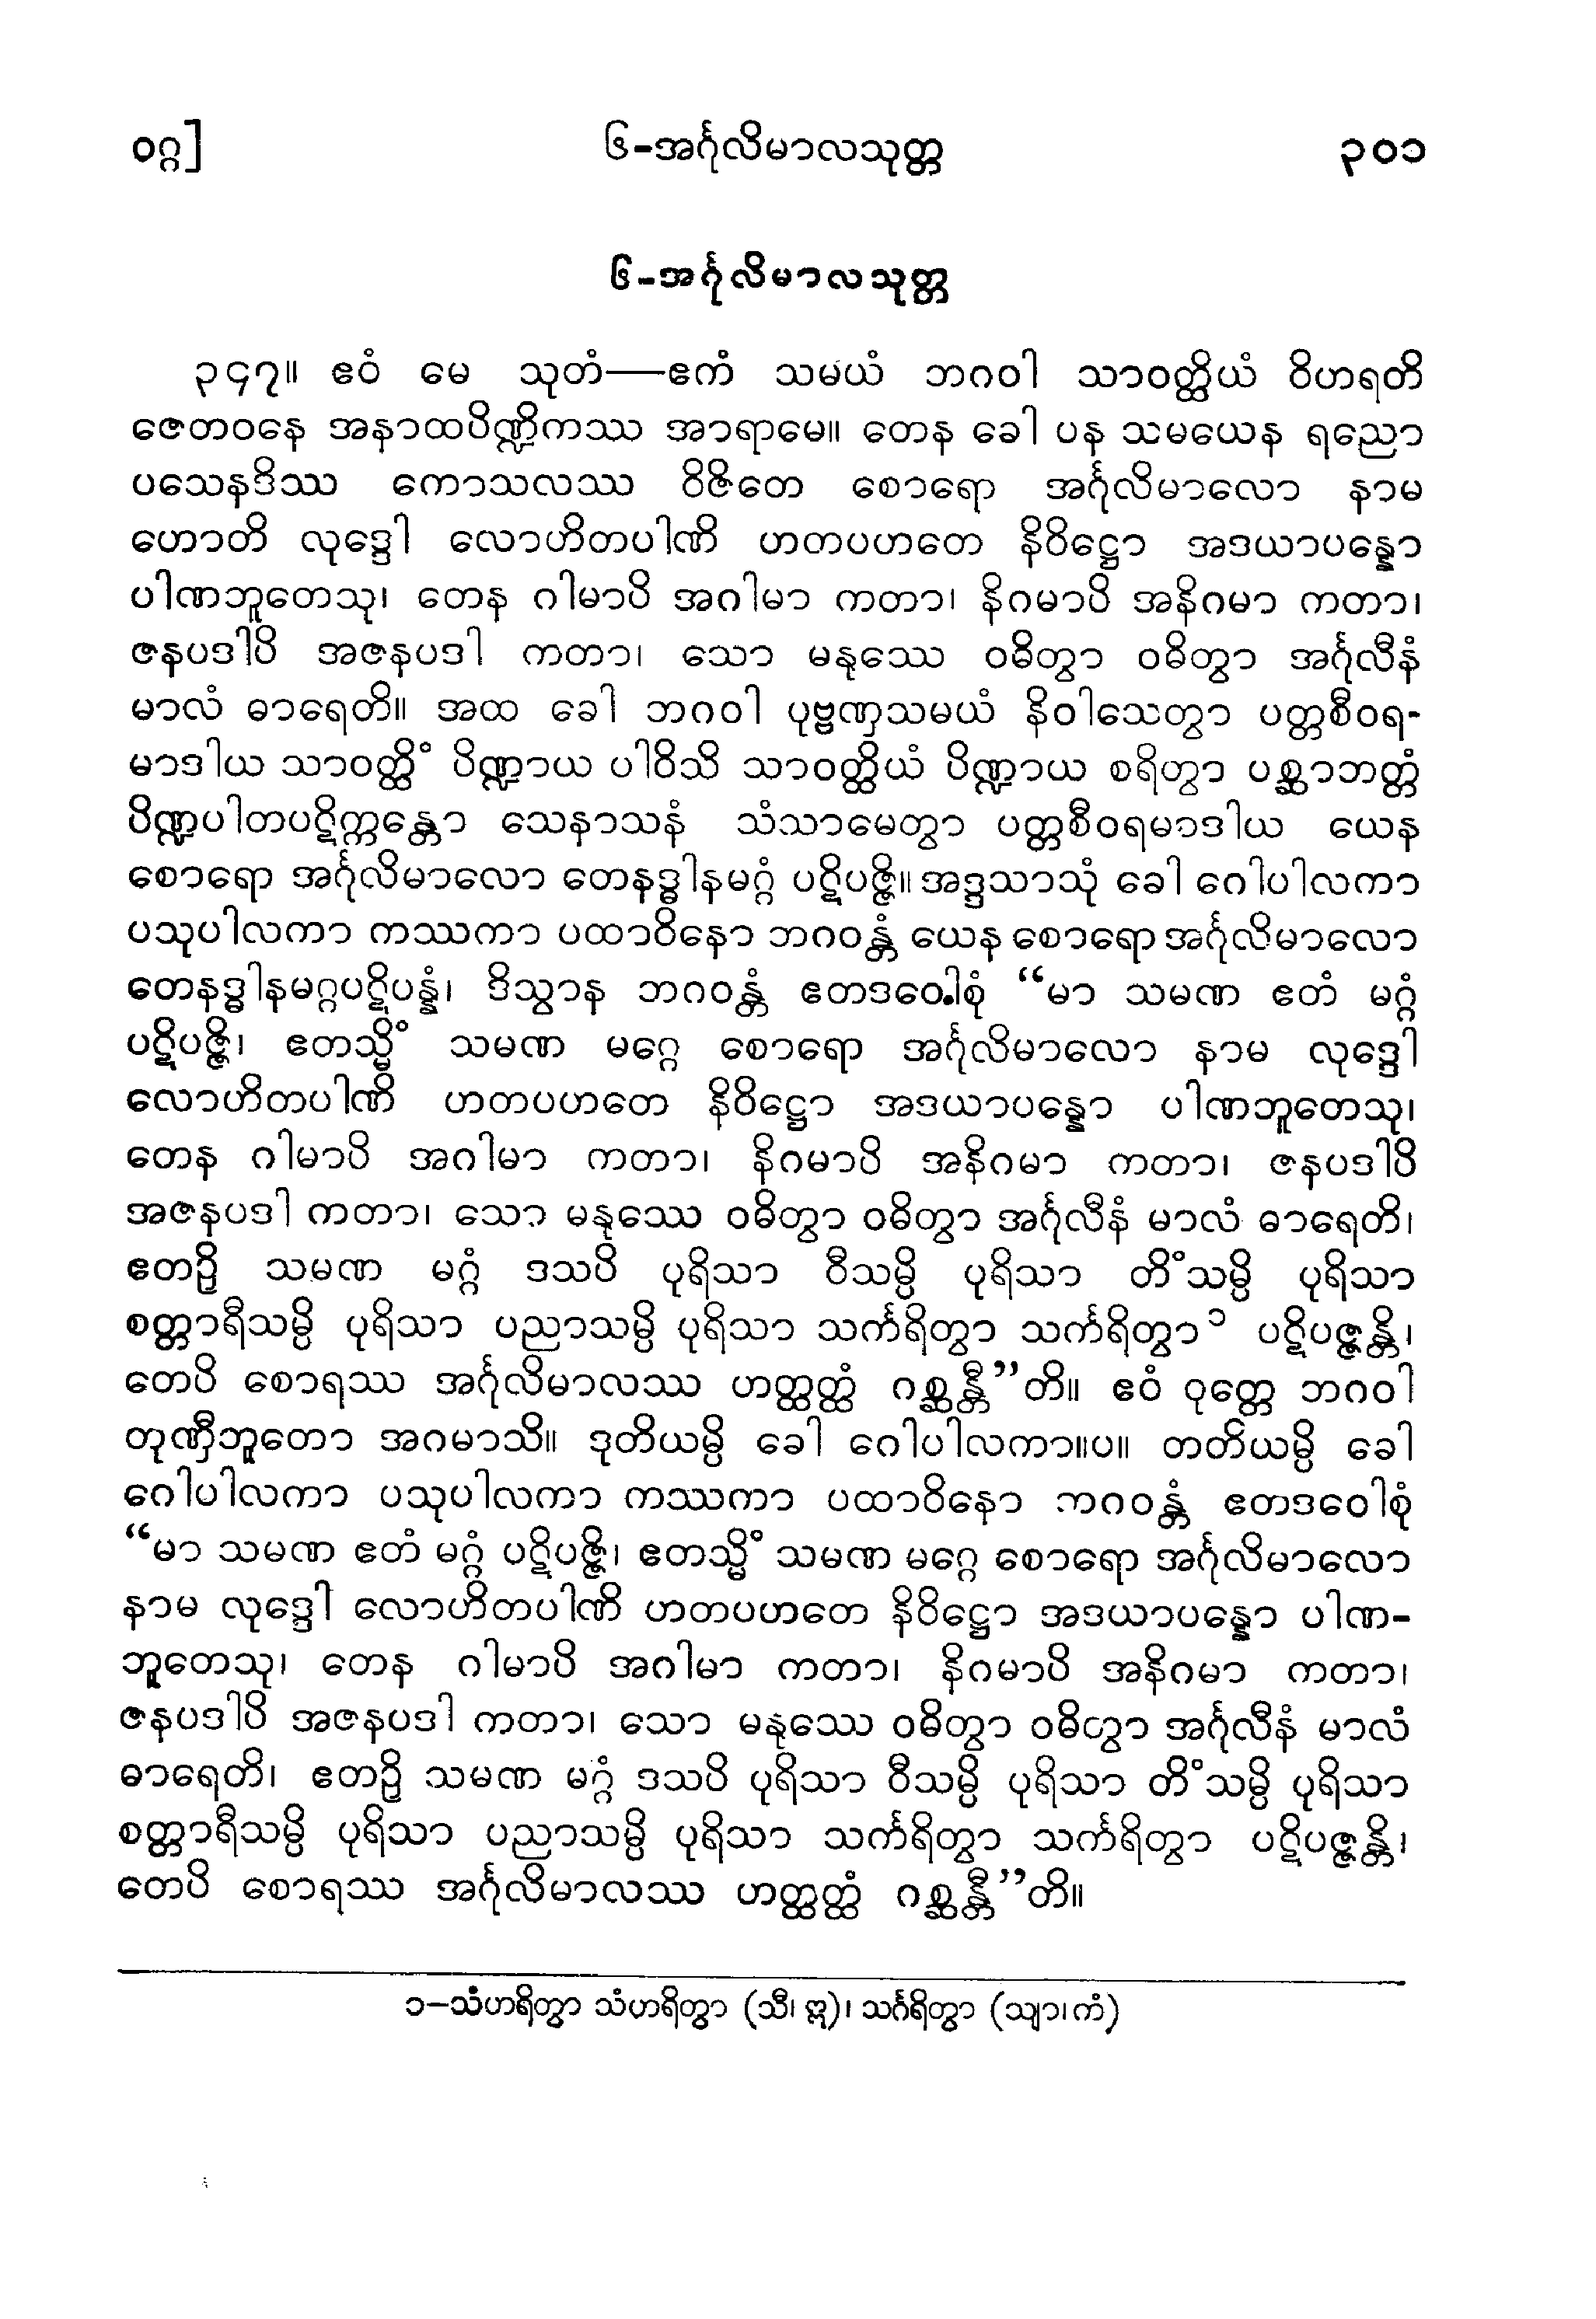 ဝဂ္ဂ] ၆-အင်္ဂုလိမာလသုတ္တ ၃၀၁
၆-အင်္ဂုလိမာလသုတ္တ
၃၄၇။ ဧဝံ မေ သုတံ—ဧကံ သမယံ ဘဂဝါ သာဝတ္ထိယံ ဝိဟရတိ
ဇေတဝနေ အနာထပိဏ္ဍိကဿ အာရာမေ။ တေန ခေါ ပန သမယေန ရညော
ပသေနဒိဿ ကောသလဿ ဝိဇိတေ စောရော အင်္ဂုလိမာလော နာမ
ဟောတိ လုဒ္ဒေါ လောဟိတပါဏိ ဟတပဟတေ နိဝိဋ္ဌော အဒယာပန္နော
ပါဏဘူတေသု၊ တေန ဂါမာပိ အဂါမာ ကတာ၊ နိဂမာပိ အနိဂမာ ကတာ၊
ဇနပဒါပိ အဇနပဒါ ကတာ၊ သော မနုဿေ ဝဓိတွာ ဝဓိတွာ အင်္ဂုလီနံ
မာလံ ဓာရေတိ။ အထ ခေါ ဘဂဝါ ပုဗ္ဗဏှသမယံ နိဝါသေတွာ ပတ္တစီဝရ-
မာဒါယ သာဝတ္ထိံ ပိဏ္ဍာယ ပါဝိသိ သာဝတ္ထိယံ ပိဏ္ဍာယ စရိတွာ ပစ္ဆာဘတ္တံ
ပိဏ္ဍပါတပဋိက္ကန္တော သေနာသနံ သံသာမေတွာ ပတ္တစီဝရမာဒါယ ယေန
စောရော အင်္ဂုလိမာလော တေနဒ္ဓါနမဂ္ဂံ ပဋိပဇ္ဇိ။ အဒ္ဒသာသုံ ခေါ ဂေါပါလကာ
ပသုပါလကာ ကဿကာ ပထာဝိနော ဘဂဝန္တံ ယေန စောရော အင်္ဂုလိမာလော
တေနဒ္ဓါနမဂ္ဂပဋိပန္နံ၊ ဒိသွာန ဘဂဝန္တံ ဧတဒဝေါစုံ “မာ သမဏ ဧတံ မဂ္ဂံ
ပဋိပဇ္ဇိ၊ ဧတသ္မိံ သမဏ မဂ္ဂေ စောရော အင်္ဂုလိမာလော နာမ လုဒ္ဒေါ
လောဟိတပါဏိ ဟတပဟတေ နိဝိဋ္ဌော အဒယာပန္နော ပါဏဘူတေသု၊
တေန ဂါမာပိ အဂါမာ ကတာ၊ နိဂမာပိ အနိဂမာ ကတာ၊ ဇနပဒါပိ
အဇနပဒါ ကတာ၊ သော မနုဿေ ဝဓိတွာ ဝဓိတွာ အင်္ဂုလီနံ မာလံ ဓာရေတိ၊
ဧတဉှိ သမဏ မဂ္ဂံ ဒသပိ ပုရိသာ ဝီသမ္ပိ ပုရိသာ တိံသမ္ပိ ပုရိသာ
စတ္တာရီသမ္ပိ ပုရိသာ ပညာသမ္ပိ ပုရိသာ သင်္ကရိတွာ သင်္ကရိတွာ ၁ ပဋိပဇ္ဇန္တိ၊
တေပိ စောရဿ အင်္ဂုလိမာလဿ ဟတ္ထတ္ထံ ဂစ္ဆန္တီ”တိ။ ဧဝံ ဝုတ္တေ ဘဂဝါ
တုဏှီဘူတော အဂမာသိ။ ဒုတိယမ္ပိ ခေါ ဂေါပါလကာ။ပ။ တတိယမ္ပိ ခေါ
ဂေါပါလကာ ပသုပါလကာ ကဿကာ ပထာဝိနော ဘဂဝန္တံ ဧတဒဝေါစုံ
“မာ သမဏ ဧတံ မဂ္ဂံ ပဋိပဇ္ဇိ၊ ဧတသ္မိံ သမဏ မဂ္ဂေ စောရော အင်္ဂုလိမာလော
နာမ လုဒ္ဒေါ လောဟိတပါဏိ ဟတပဟတေ နိဝိဋ္ဌော အဒယာပန္နော ပါဏ-
ဘူတေသု၊ တေန ဂါမာပိ အဂါမာ ကတာ၊ နိဂမာပိ အနိဂမာ ကတာ၊
ဇနပဒါပိ အဇနပဒါ ကတာ၊ သော မနုဿေ ဝဓိတွာ ဝဓိတွာ အင်္ဂုလီနံ မာလံ
ဓာရေတိ၊ ဧတဉှိ သမဏ မဂ္ဂံ ဒသပိ ပုရိသာ ဝီသမ္ပိ ပုရိသာ တိံသမ္ပိ ပုရိသာ
စတ္တာရီသမ္ပိ ပုရိသာ ပညာသမ္ပိ ပုရိသာ သင်္ကရိတွာ သင်္ကရိတွာ ပဋိပဇ္ဇန္တိ၊
တေပိ စောရဿ အင်္ဂုလိမာလဿ ဟတ္ထတ္ထံ ဂစ္ဆန္တီ”တိ။
၁-သံဟရိတွာ သံဟရိတွာ (သီ၊ ဣ)၊ သင်္ဂရိတွာ (သျာ၊ ကံ)